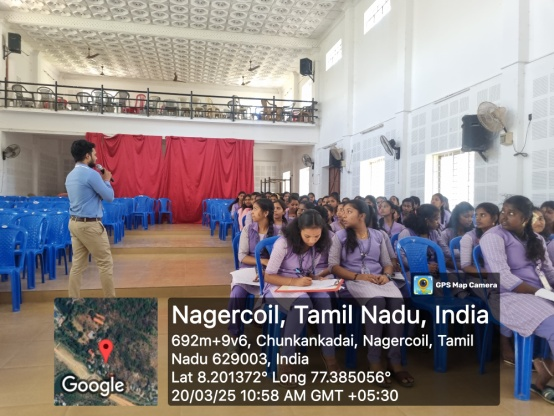 GPS Map Camera
Nagercoil, Tamil Nadu, India
692m+9v6, Chunkankadai, Nagercoil, Tamil
Nadu 629003, India
Lat 8.201372° Long 77.385056°
20/03/25 10:58 AM GMT +05:30
Google